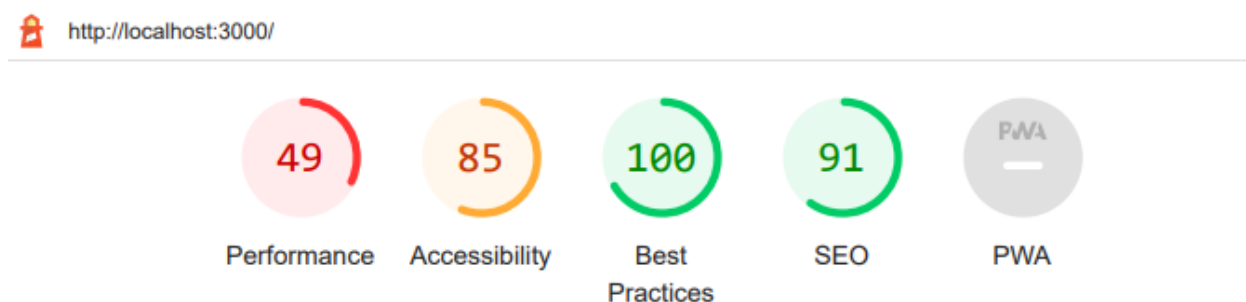 http://localhost:3000/
49
85
100
91
PWA
Performance
Accessibility
Best
Practices
SEO
PWA